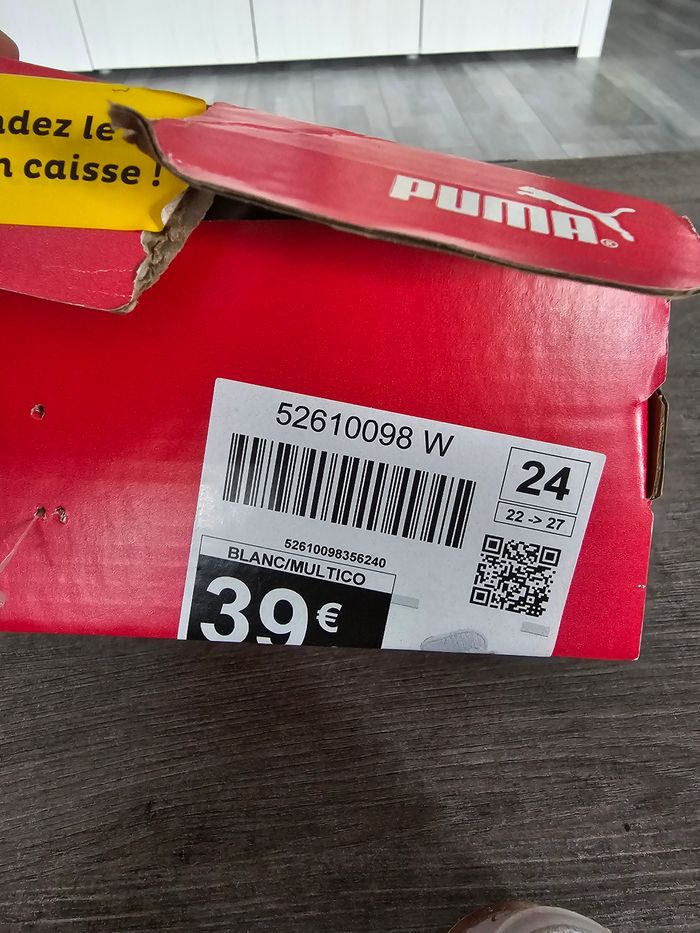 ndez le
n caisse !
PUMA®
52610098 W
24
22 -> 27
52610098356240
BLANC/MULTICO
39€